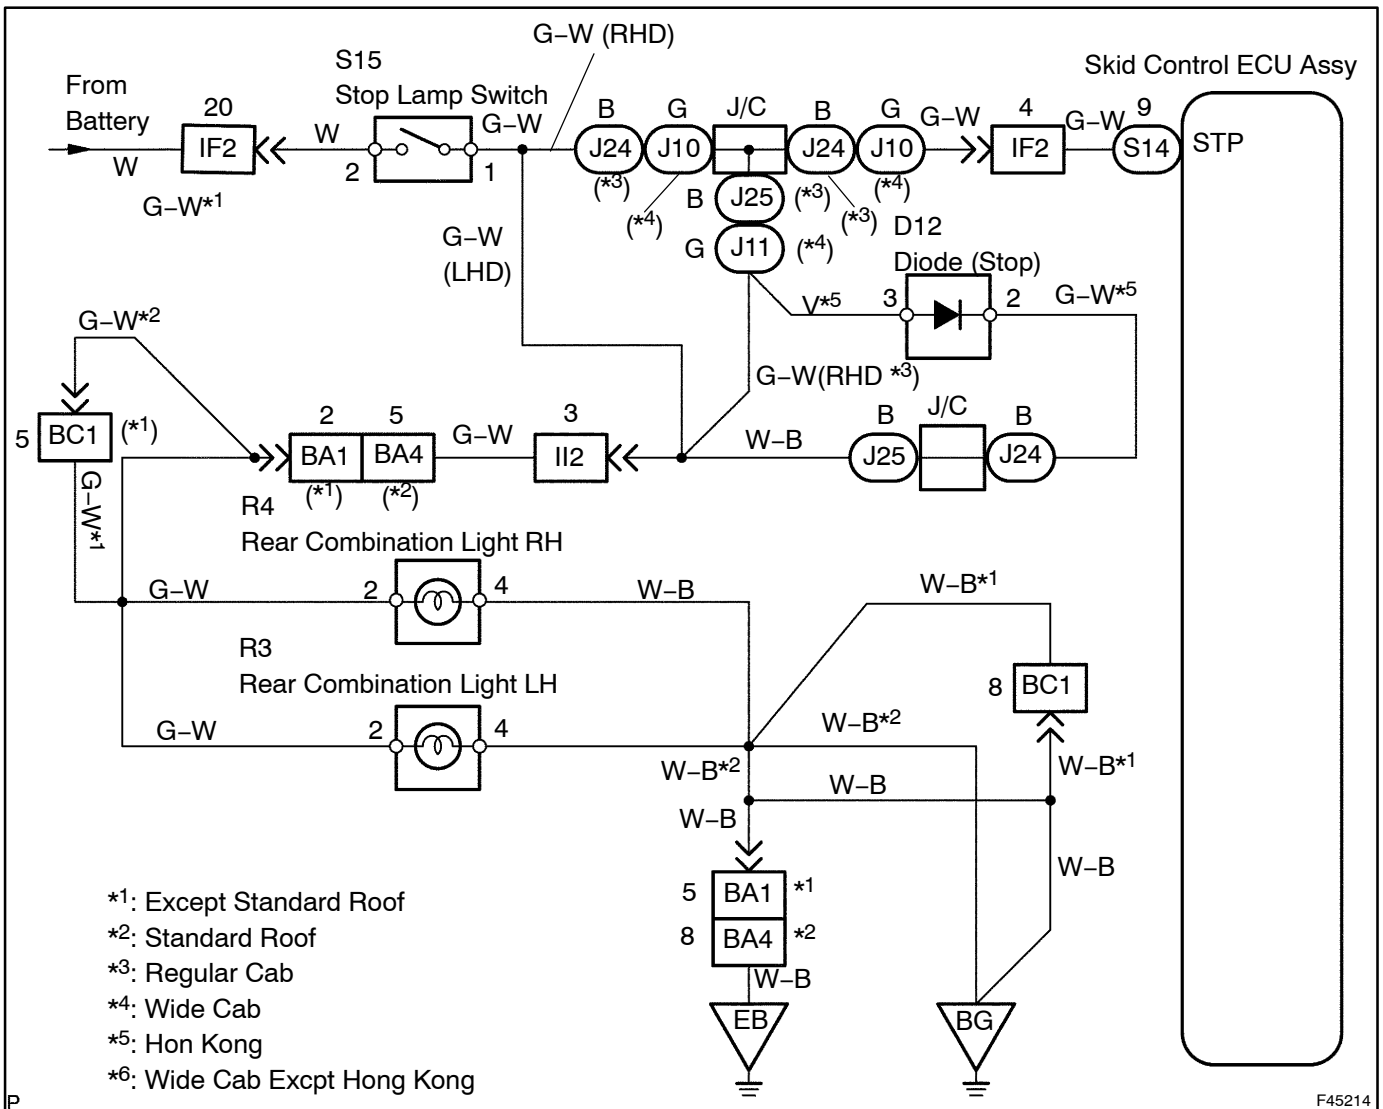 G−W (RHD)
S15
Stop Lamp Switch
Skid Control ECU Assy
From
Battery
20
IF2
W
W
2
1
G−W
B
J24
(*3)
G
J10
(*4)
J/C
B
J24
(*3)
G
J10
(*4)
G−W
4
IF2
G−W
9
S14
STP
G−W*1
B
J25
(*3)
G
J11
(*4)
G−W
(LHD)
D12
Diode (Stop)
V*5
3
2
G−W*5
G−W*2
G−W(RHD *3)
5
BC1
(*1)
2
BA1
(*1)
5
BA4
(*2)
G−W
3
II2
W−B
B
J25
J/C
B
J24
G−W*1
R4
Rear Combination Light RH
G−W
2
4
W−B
W−B*1
R3
Rear Combination Light LH
8
BC1
G−W
2
4
W−B*2
W−B*2
W−B*1
W−B
W−B
W−B
5
BA1
*1
8
BA4
*2
W−B
EB
BG
*1: Except Standard Roof
*2: Standard Roof
*3: Regular Cab
*4: Wide Cab
*5: Hon Kong
*6: Wide Cab Excpt Hong Kong
P
F45214